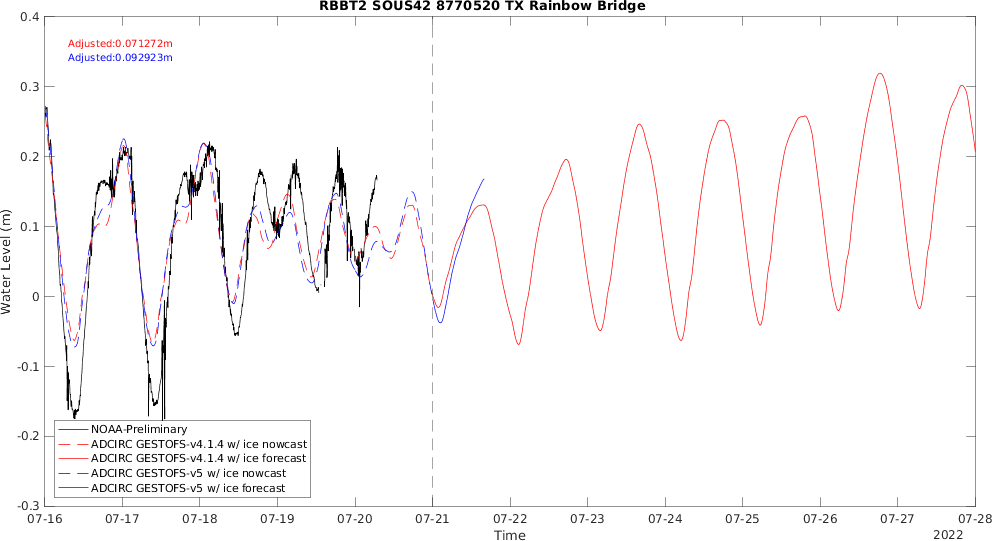 RBBT2 SOUS42 8770520 TX Rainbow Bridge
0.4
Adjusted:0.071272m
Adjusted:0.092923m
0.3
0.2
0.1
0
-0.1
-0.2
-0.3
Water Level (m)
NOAA-Preliminary
ADCIRC GESTOFS-v4.1.4 w/ ice nowcast
ADCIRC GESTOFS-v4.1.4 w/ ice forecast
ADCIRC GESTOFS-v5 w/ ice nowcast
ADCIRC GESTOFS-v5 w/ ice forecast
07-16 07-17 07-18 07-19 07-20 07-21 07-22 07-23 07-24 07-25 07-26 07-27 07-28
Time
2022